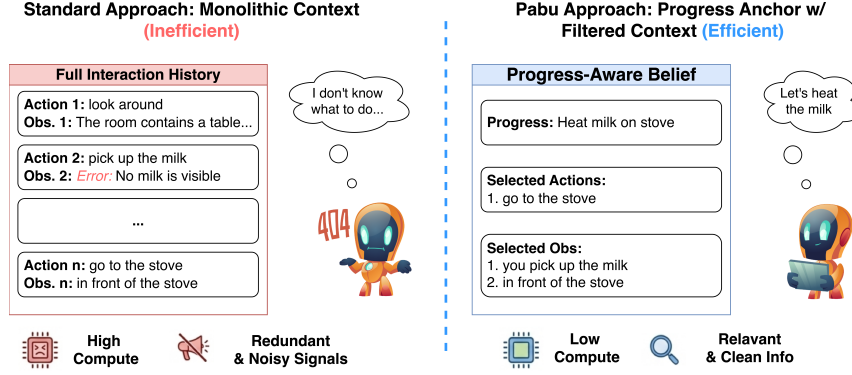 Standard Approach: Monolithic Context
(Inefficient)
Full Interaction History
Action 1: look around
Obs. 1: The room contains a table...
Action 2: pick up the milk
Obs. 2: Error: No milk is visible
...
Action n: go to the stove
Obs. n: in front of the stove
I don't know
what to do...
404
High
Compute
Redundant
& Noisy Signals
Pabu Approach: Progress Anchor w/
Filtered Context (Efficient)
Progress-Aware Belief
Progress: Heat milk on stove
Selected Actions:
1. go to the stove
Selected Obs:
1. you pick up the milk
2. in front of the stove
Let's heat
the milk
Low
Compute
Relavant
& Clean Info